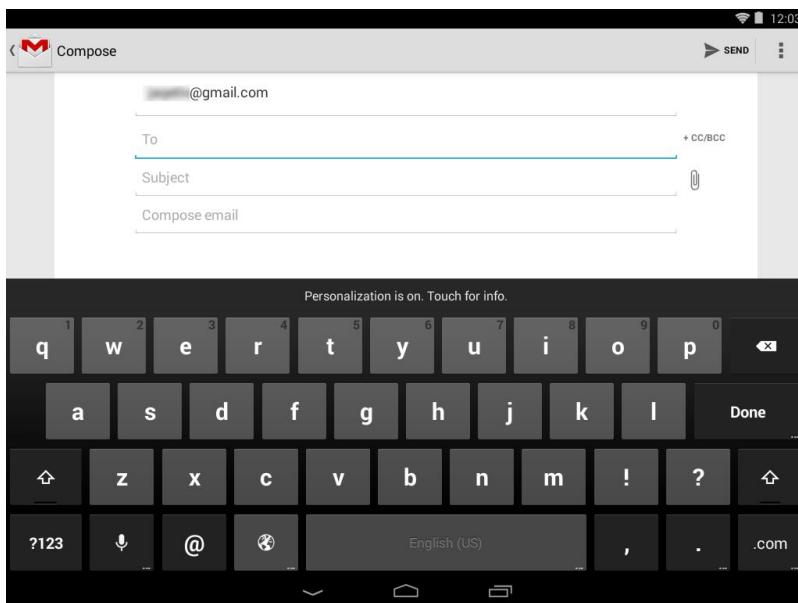 12:03
Compose SEND
@gmail.com
To + CC/BCC
Subject
Compose email
Personalization is on. Touch for info.
1 2 3 4 5 6 7 8 9 0
q w e r t y u i o p
a s d f g h j k l Done
z x c v b n m ! ?
?123 @ English (US) , . .com